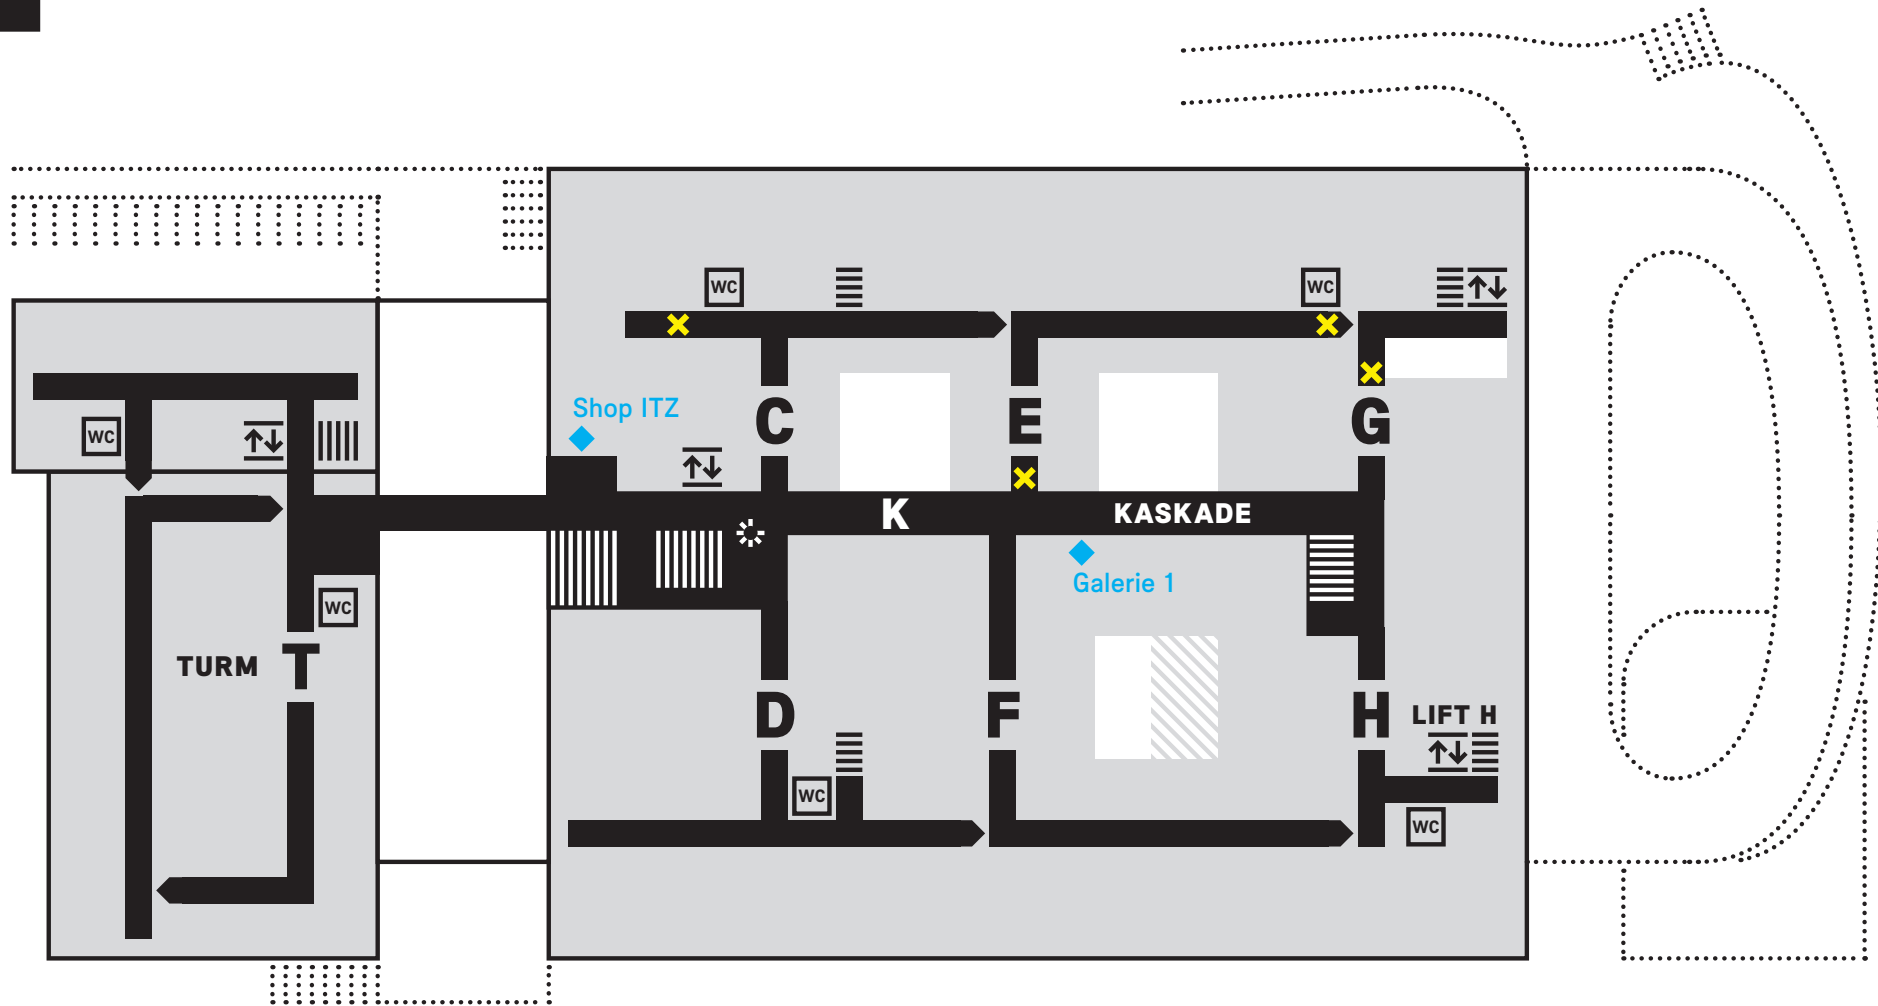 WC
WC
Shop ITZ
C
E
G
WC
K
KASKADE
Galerie 1
WC
TURM
T
D
F
H
LIFT H
WC
WC